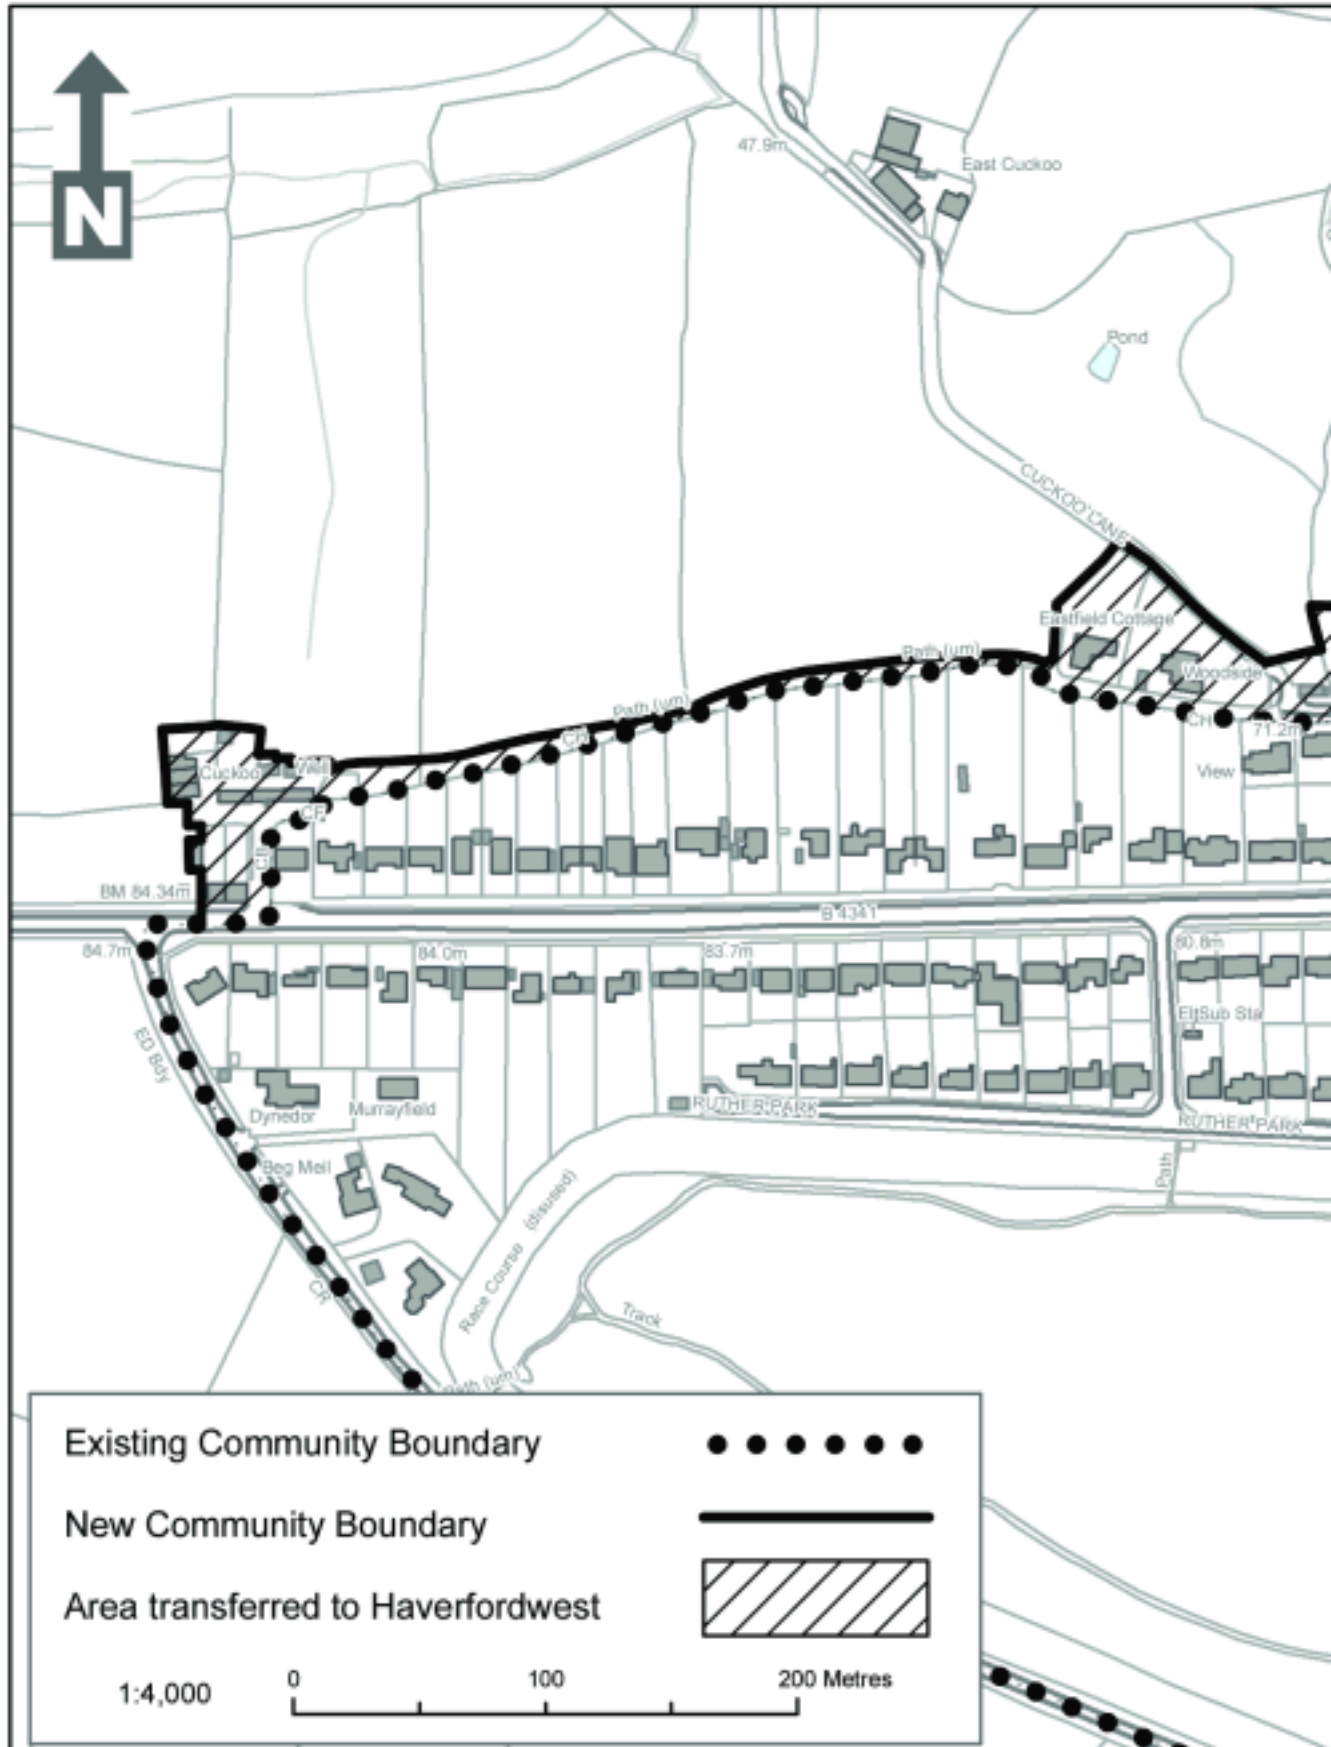 N
47.9m
East Cuckoo
Pond
CUCKOO LANE
Eastfield Cottage
Path (um)
Woodside
Path (um)
CH
71.2m
CH
View
Cuckoo
Well
BM 84.34m
B 4341
84.7m
84.0m
83.7m
80.8m
El Sub Sta
ED Bdy
Dynedor
Murrayfield
RUTHER PARK
RUTHER PARK
Beg Meil
Path
Race Course (disused)
CR
Track
Path (um)
Existing Community Boundary
New Community Boundary
Area transferred to Haverfordwest
1:4,000
0 100 200 Metres